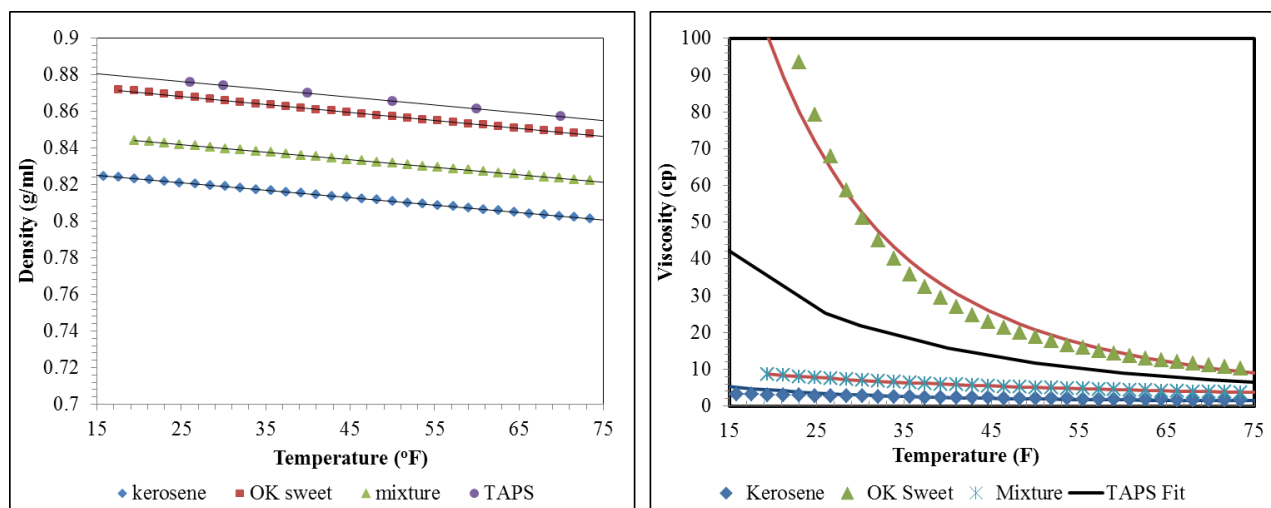 0.9
0.88
0.86
0.84
0.82
0.8
0.78
0.76
0.74
0.72
0.7
Density (g/ml)
15 25 35 45 55 65 75
Temperature (°F)
kerosene OK sweet mixture TAPS
100
90
80
70
60
50
40
30
20
10
0
Viscosity (cp)
15 25 35 45 55 65 75
Temperature (F)
Kerosene OK Sweet Mixture TAPS Fit